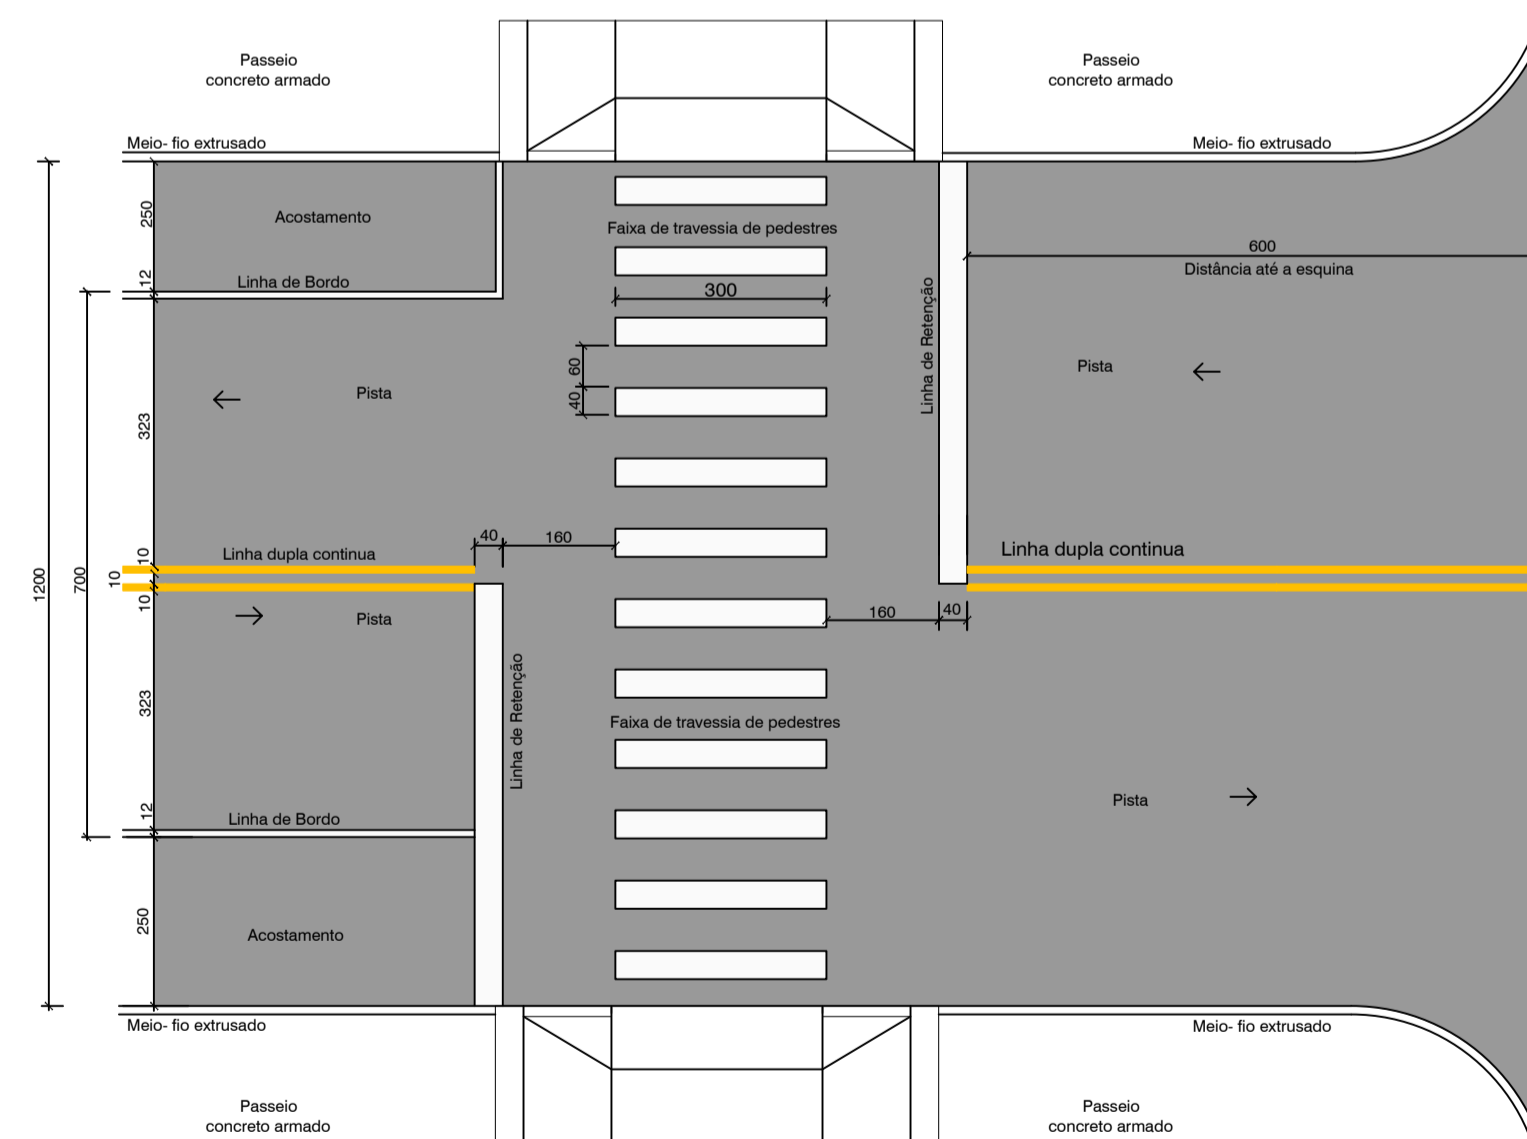 Passeio
concreto armado
Passeio
concreto armado
Meio- fio extrusado
Meio- fio extrusado
250
Acostamento
Faixa de travessia de pedestres
600
Distância até a esquina
12
Linha de Bordo
300
Linha de Retenção
60
40
Pista
Pista
323
40
160
Linha dupla continua
Linha dupla continua
10
10
10
1200
700
Pista
160
40
323
Linha de Retenção
Faixa de travessia de pedestres
Pista
12
Linha de Bordo
250
Acostamento
Meio- fio extrusado
Meio- fio extrusado
Passeio
concreto armado
Passeio
concreto armado